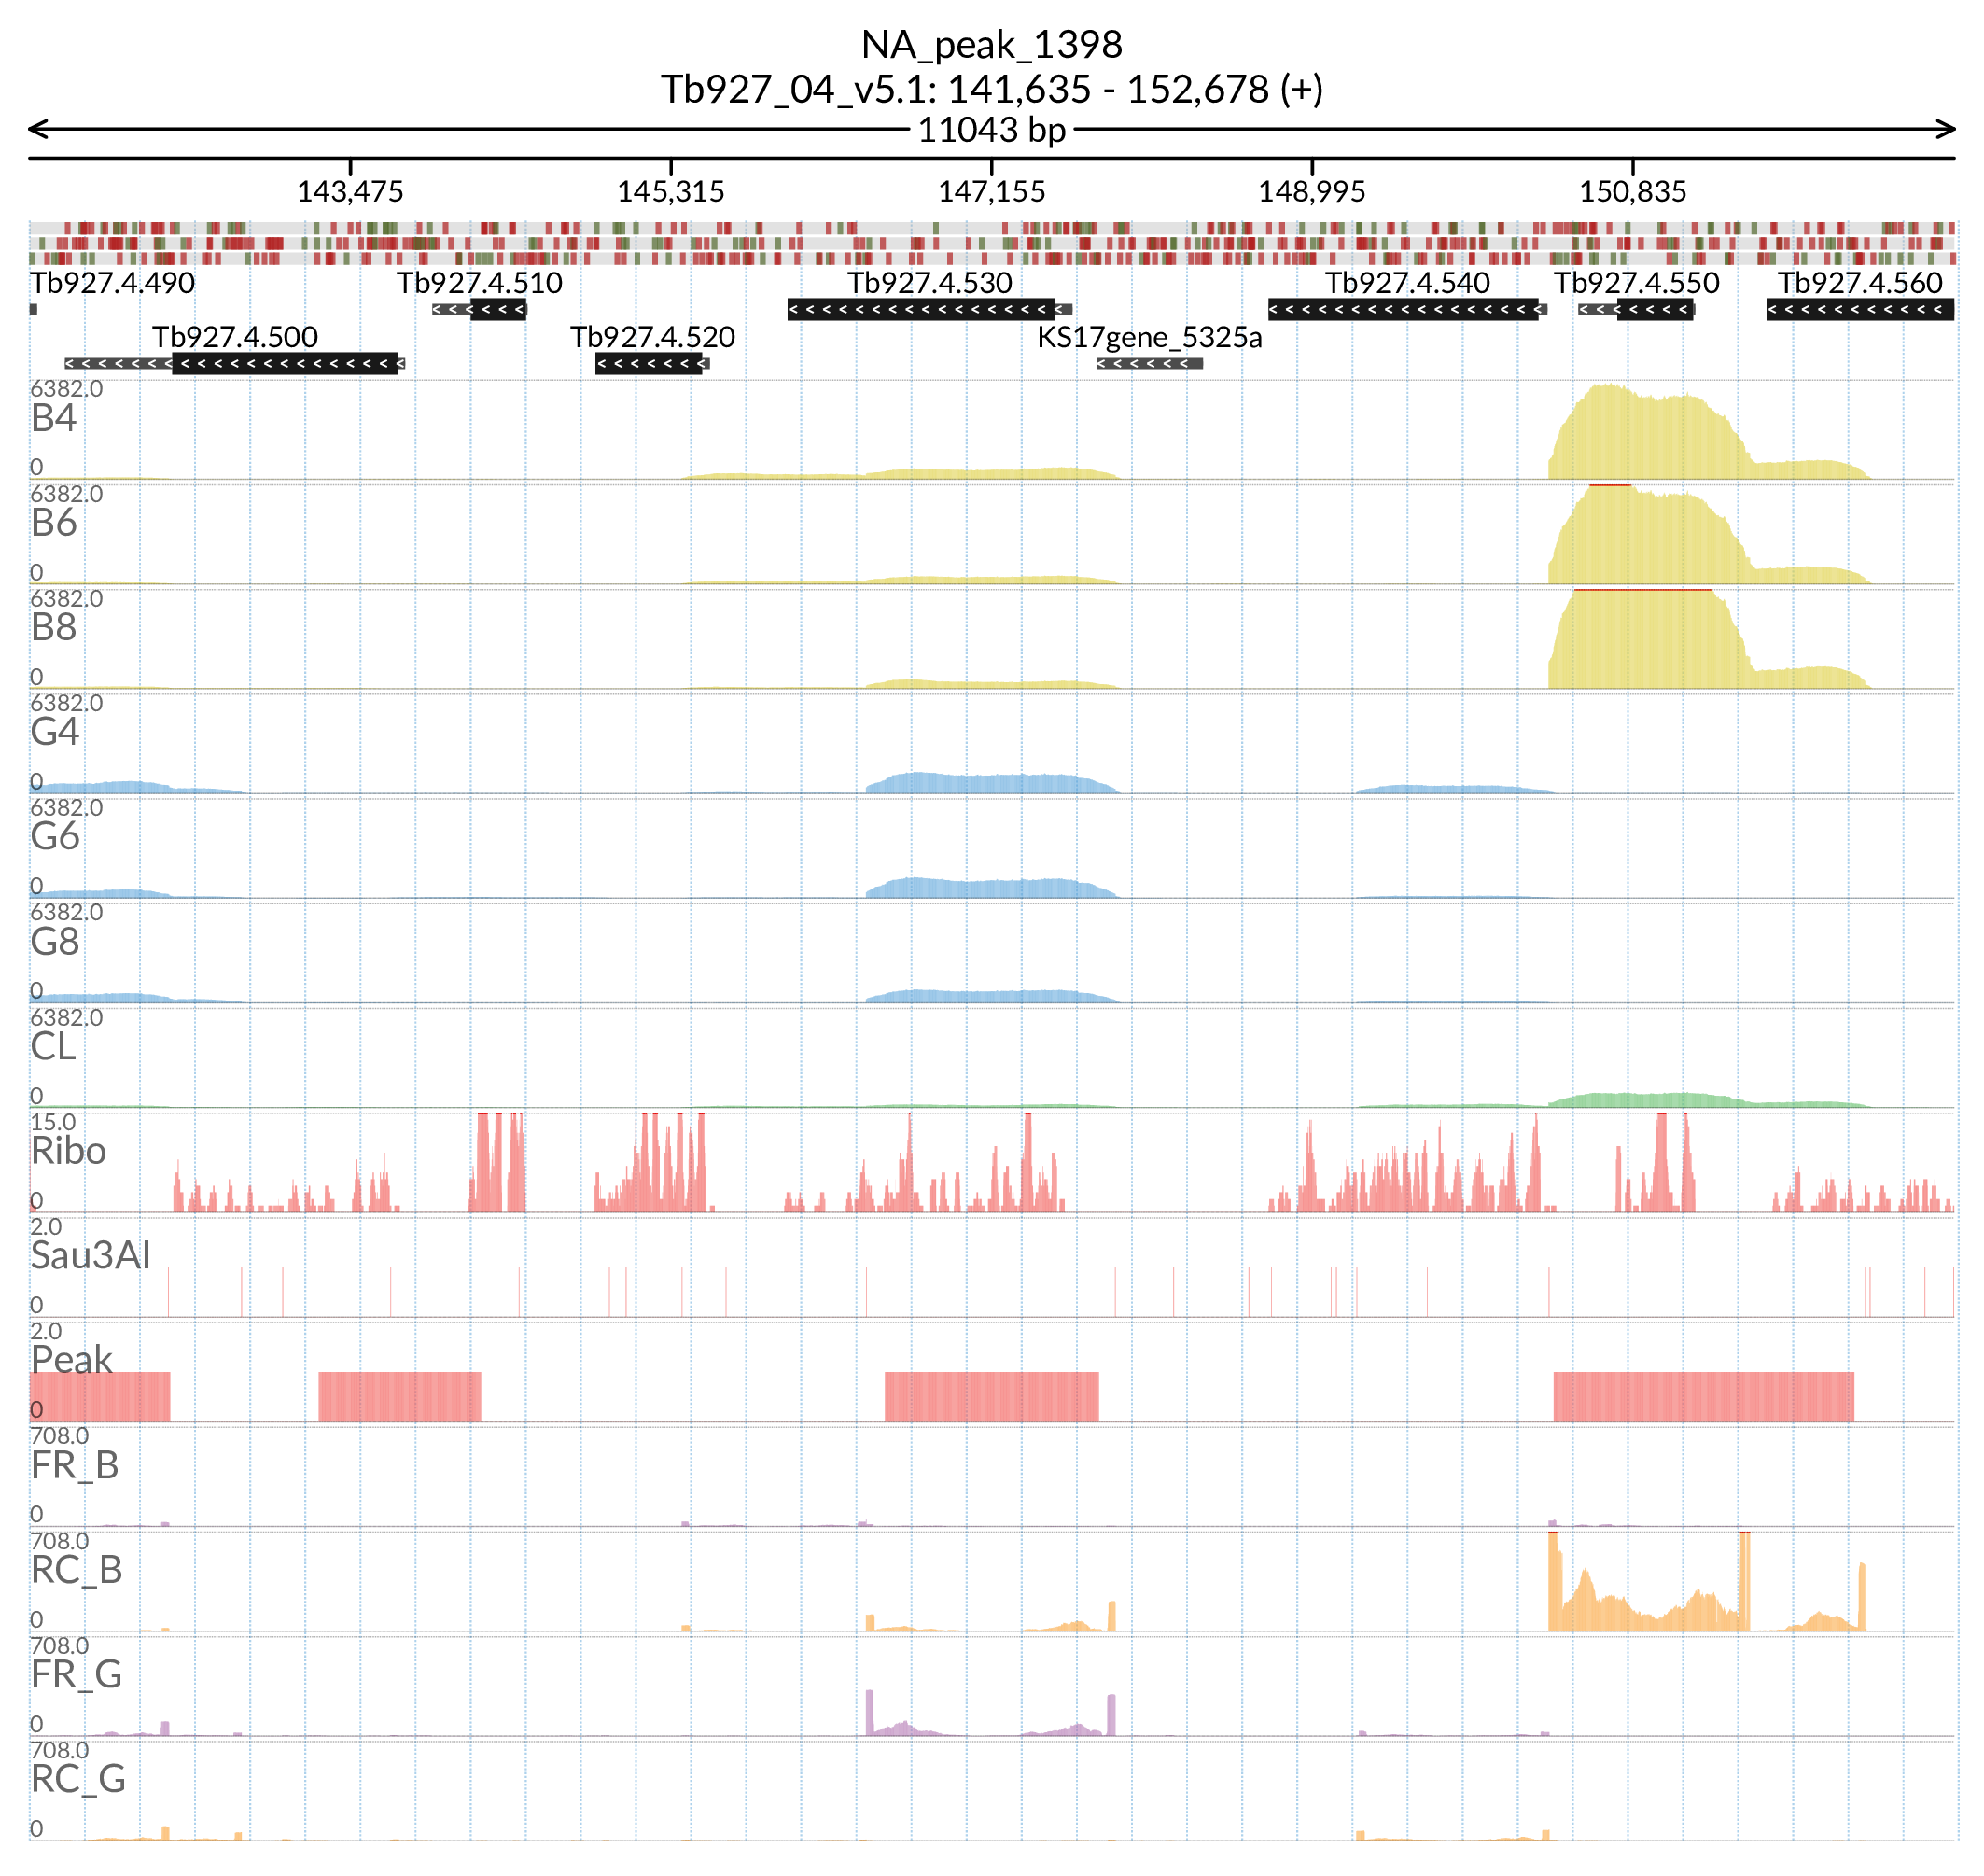 NA_peak_1398
Tb927_04_v5.1: 141,635 - 152,678 (+)
11043 bp
143,475 145,315 147,155 148,995 150,835
Tb927.4.490 Tb927.4.510 Tb927.4.530 Tb927.4.540 Tb927.4.550 Tb927.4.560
Tb927.4.500 Tb927.4.520 KS17gene_5325a
6382.0
B4
0
6382.0
B6
0
6382.0
B8
0
6382.0
G4
0
6382.0
G6
0
6382.0
G8
0
6382.0
CL
0
15.0
Ribo
0
2.0
Sau3AI
0
2.0
Peak
0
708.0
FR_B
0
708.0
RC_B
0
708.0
FR_G
0
708.0
RC_G
0